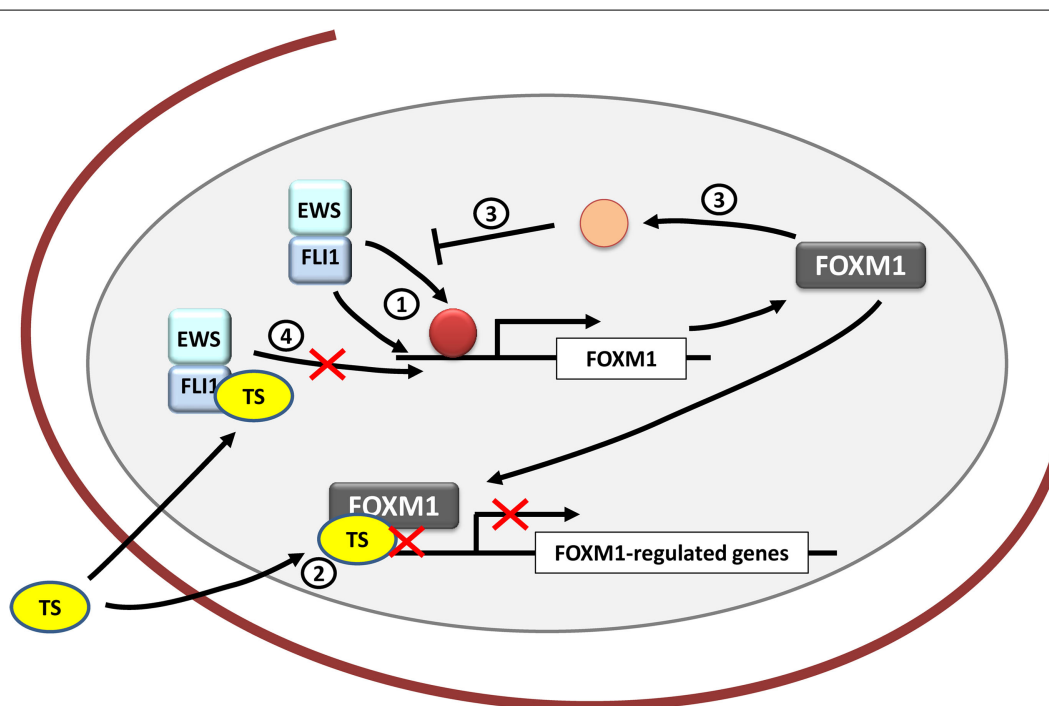 EWS
FLI1
3
3
FOXM1
1
FOXM1
EWS
FLI1
TS
4
FOXM1
TS
2
FOXM1-regulated genes
TS